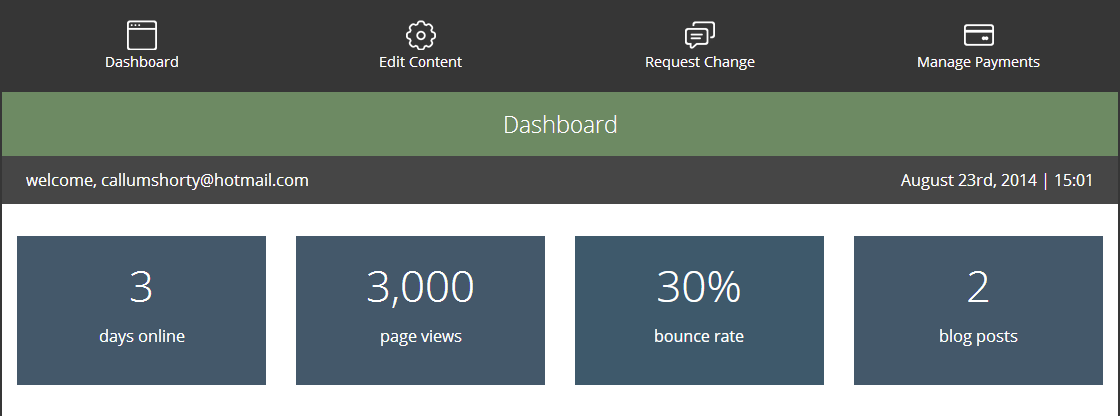 Dashboard
Edit Content
Request Change
Manage Payments
Dashboard
welcome, callumshorty@hotmail.com
August 23rd, 2014 | 15:01
3
days online
3,000
page views
30%
bounce rate
2
blog posts